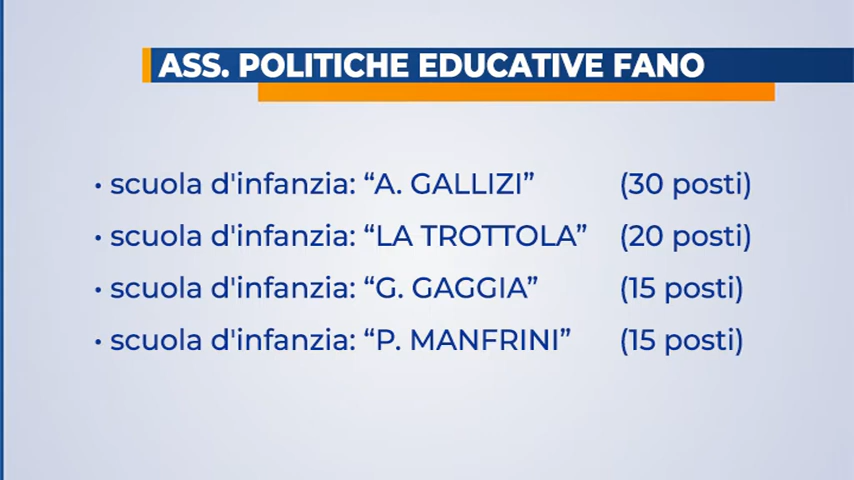 ASS. POLITICHE EDUCATIVE FANO
• scuola d'infanzia: “A. GALLIZI” (30 posti)
• scuola d'infanzia: “LA TROTTOLA” (20 posti)
• scuola d'infanzia: “G. GAGGIA” (15 posti)
• scuola d'infanzia: “P. MANFRINI” (15 posti)